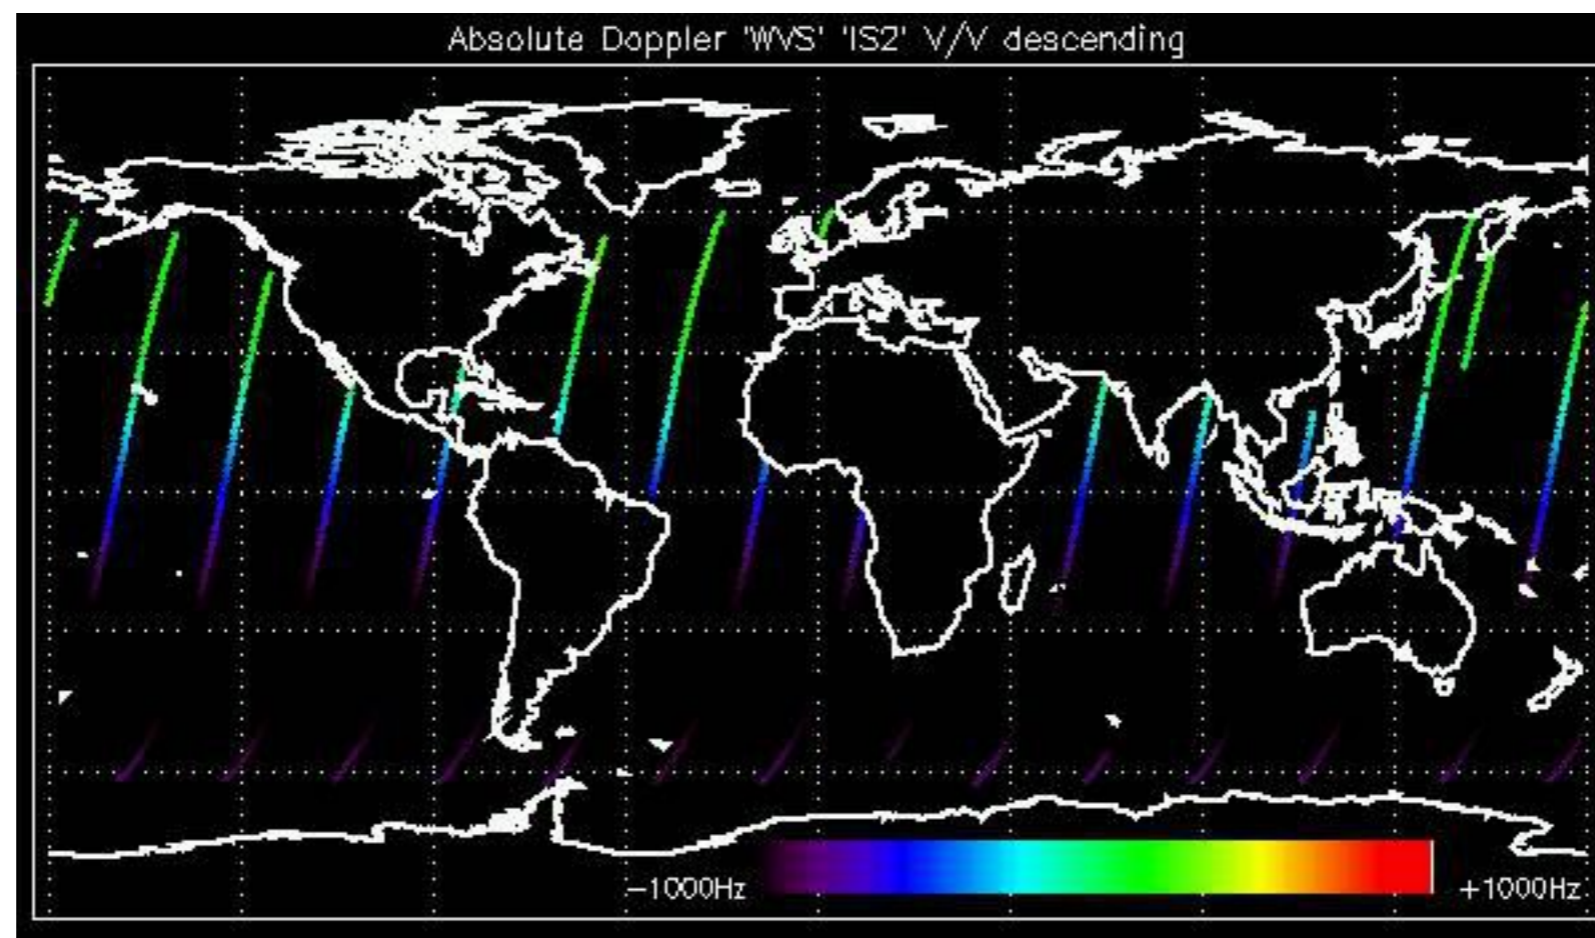 Absolute Doppler 'WVS' 'IS2' V/V descending
-1000Hz +1000Hz